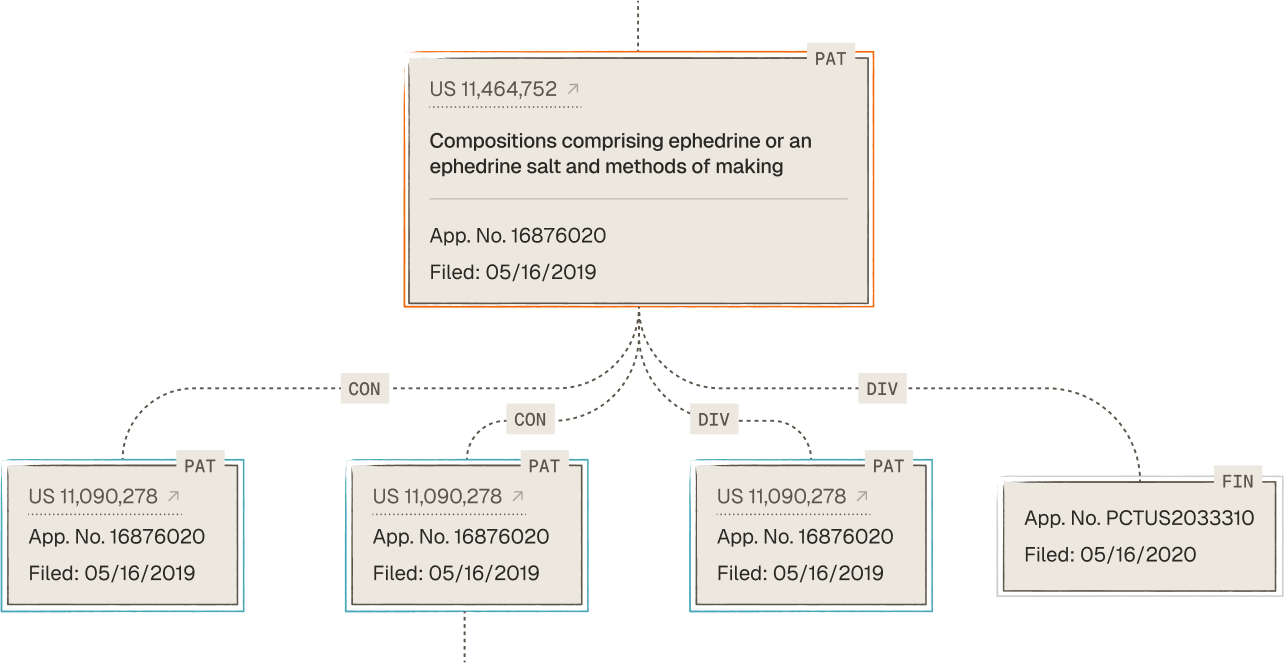 PAT
US 11,464,752 ↗
Compositions comprising ephedrine or an
ephedrine salt and methods of making
App. No. 16876020
Filed: 05/16/2019
CON
CON
DIV
DIV
PAT
US 11,090,278 ↗
App. No. 16876020
Filed: 05/16/2019
PAT
US 11,090,278 ↗
App. No. 16876020
Filed: 05/16/2019
PAT
US 11,090,278 ↗
App. No. 16876020
Filed: 05/16/2019
FIN
App. No. PCTUS2033310
Filed: 05/16/2020